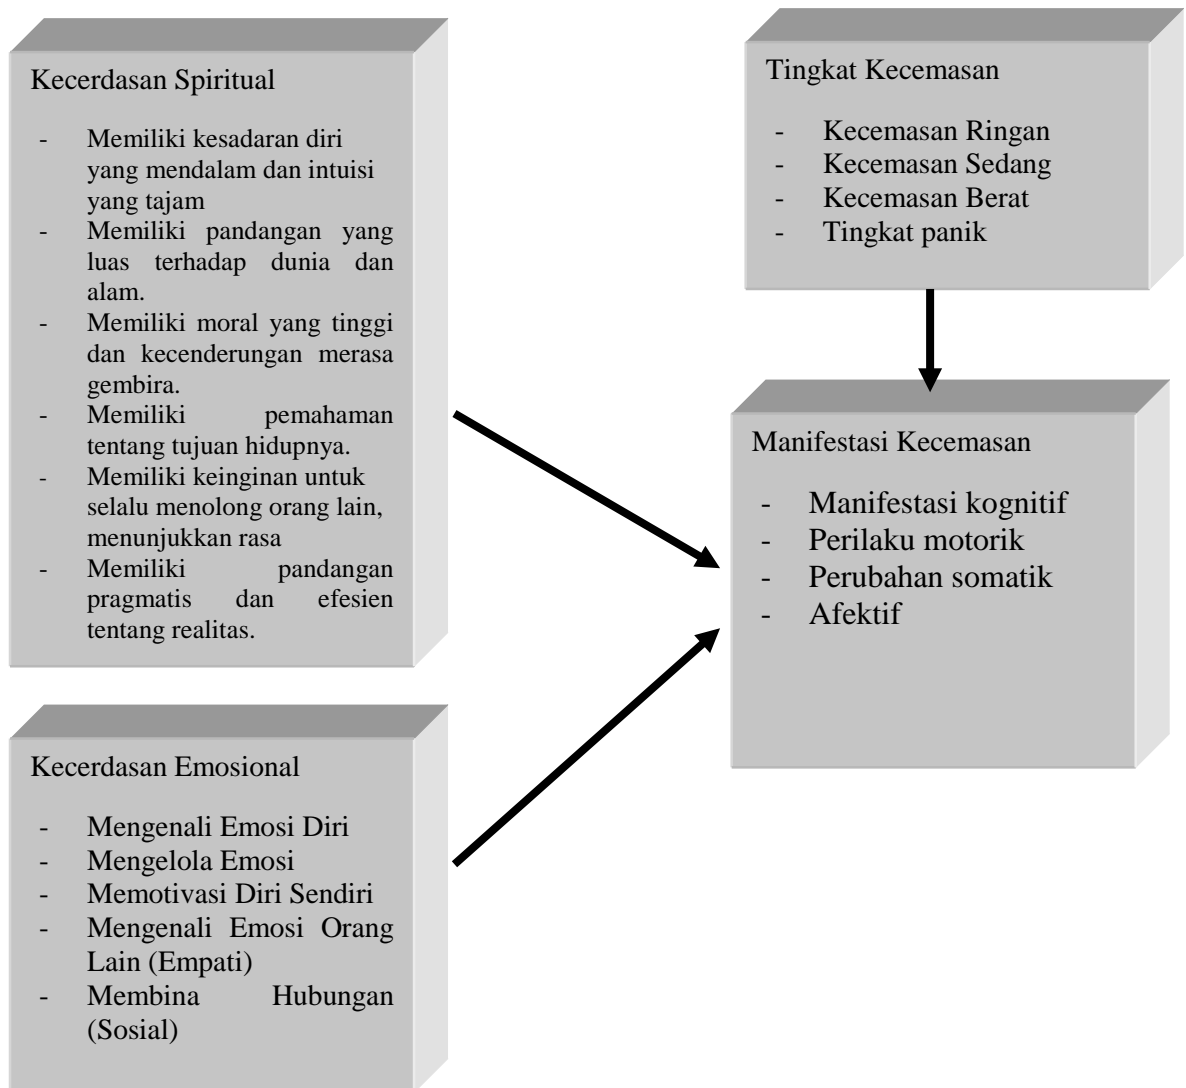 Kecerdasan Spiritual
- Memiliki kesadaran diri
yang mendalam dan intuisi
yang tajam
- Memiliki pandangan yang
luas terhadap dunia dan
alam.
- Memiliki moral yang tinggi
dan kecenderungan merasa
gembira.
- Memiliki pemahaman
tentang tujuan hidupnya.
- Memiliki keinginan untuk
selalu menolong orang lain,
menunjukkan rasa
- Memiliki pandangan
pragmatis dan efesien
tentang realitas.
Kecerdasan Emosional
- Mengenali Emosi Diri
- Mengelola Emosi
- Memotivasi Diri Sendiri
- Mengenali Emosi Orang
Lain (Empati)
- Membina Hubungan
(Sosial)
Tingkat Kecemasan
- Kecemasan Ringan
- Kecemasan Sedang
- Kecemasan Berat
- Tingkat panik
Manifestasi Kecemasan
- Manifestasi kognitif
- Perilaku motorik
- Perubahan somatik
- Afektif